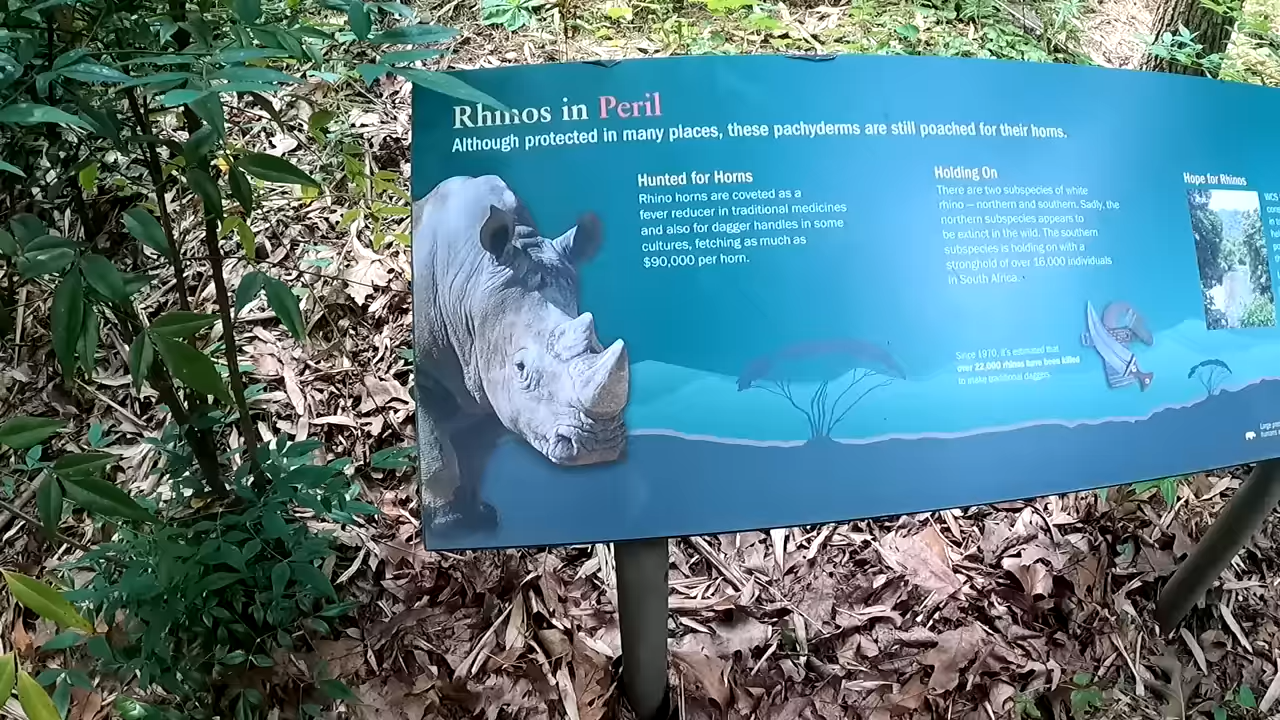 Rhinos in Peril
Although protected in many places, these pachyderms are still poached for their horns.
Hunted for Horns
Rhino horns are coveted as a
fever reducer in traditional medicines
and also for dagger handles in some
cultures, fetching as much as
$90,000 per horn.
Holding On
There are two subspecies of white
rhino — northern and southern. Sadly, the
northern subspecies appears to
be extinct in the wild. The southern
subspecies is holding on with a
stronghold of over 16,000 individuals
in South Africa.
Since 1970, it's estimated that
over 22,000 rhinos have been killed
to make traditional daggers.
Hope for Rhinos
WCS
in
Large
humans